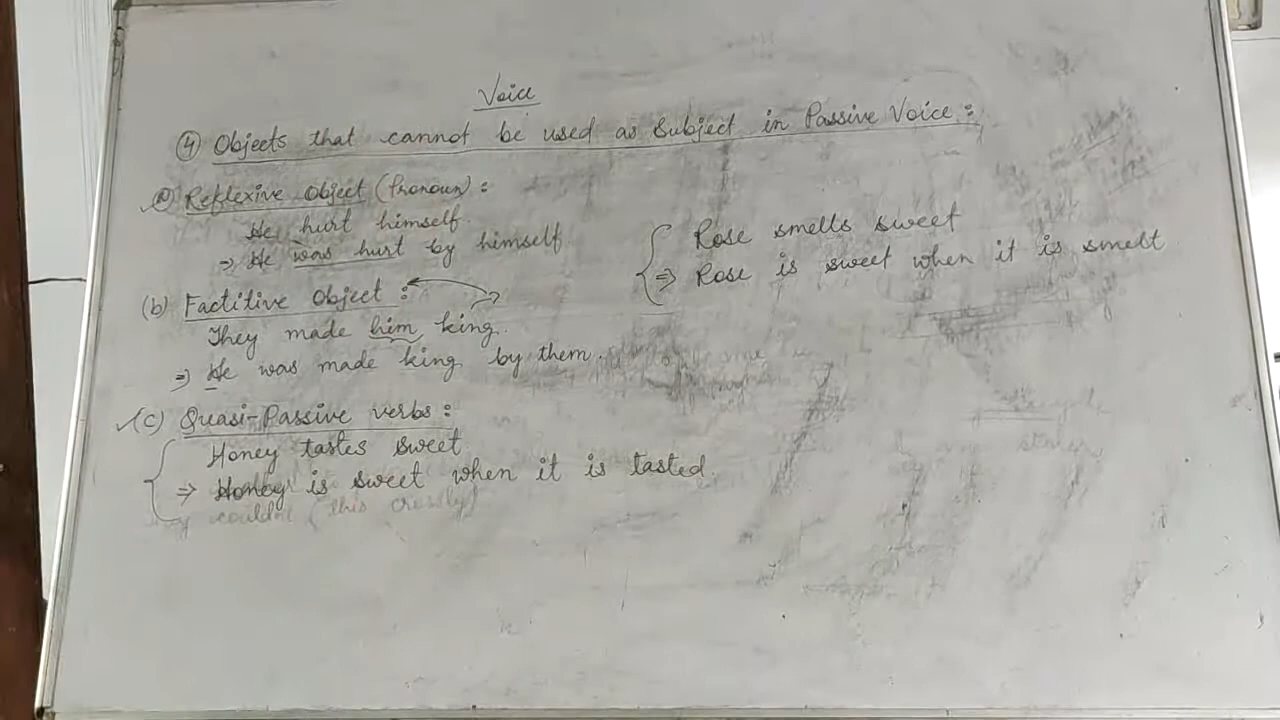 Voice
④ Objects that cannot be used as Subject in Passive Voice :
(a) Reflexive Object (Pronoun) :
He hurt himself.
⇒ He was hurt by himself
(b) Factitive Object :
They made him king.
⇒ He was made king by them.
(c) Quasi-Passive verbs :
Honey tastes sweet
⇒ Honey is sweet when it is tasted.
couldn (this crossly)
Rose smells sweet
⇒ Rose is sweet when it is smelt